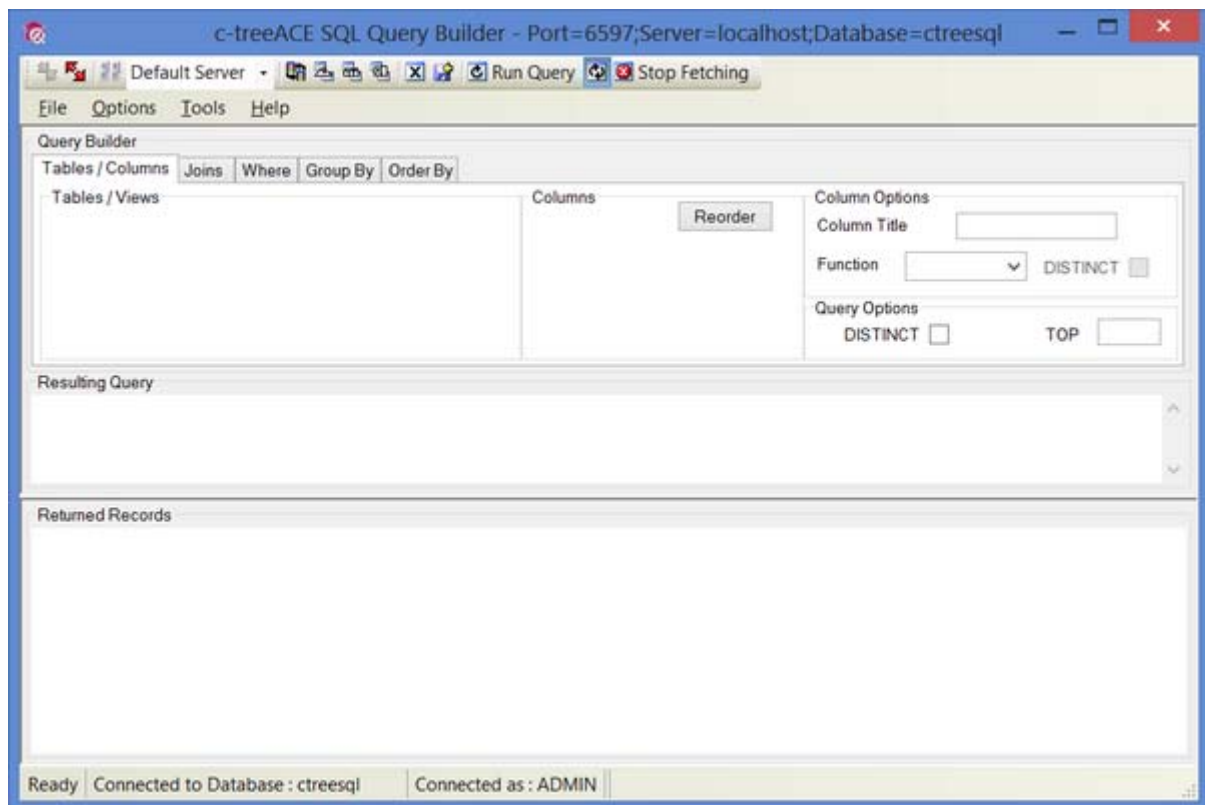 c-treeACE SQL Query Builder - Port=6597;Server=localhost;Database=ctreesql
Default Server Run Query Stop Fetching
File Options Tools Help
Query Builder
Tables / Columns Joins Where Group By Order By
Tables / Views Columns Column Options
Reorder
Column Title
Function DISTINCT
Query Options
DISTINCT TOP
Resulting Query
Returned Records
Ready Connected to Database : ctreesql Connected as : ADMIN